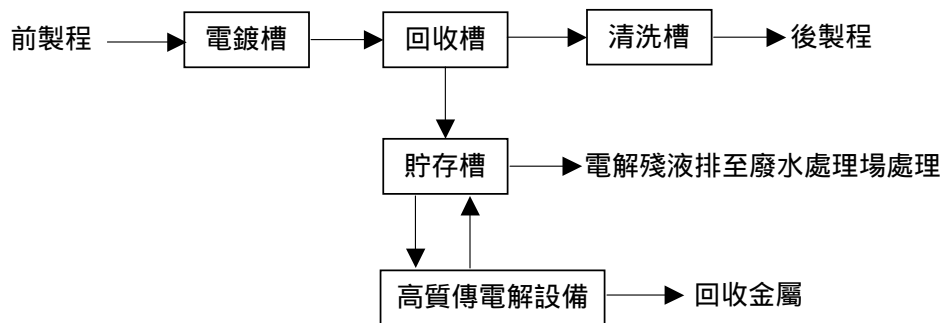 前製程
電鍍槽
回收槽
清洗槽
後製程
貯存槽
電解殘液排至廢水處理場處理
高質傳電解設備
回收金屬